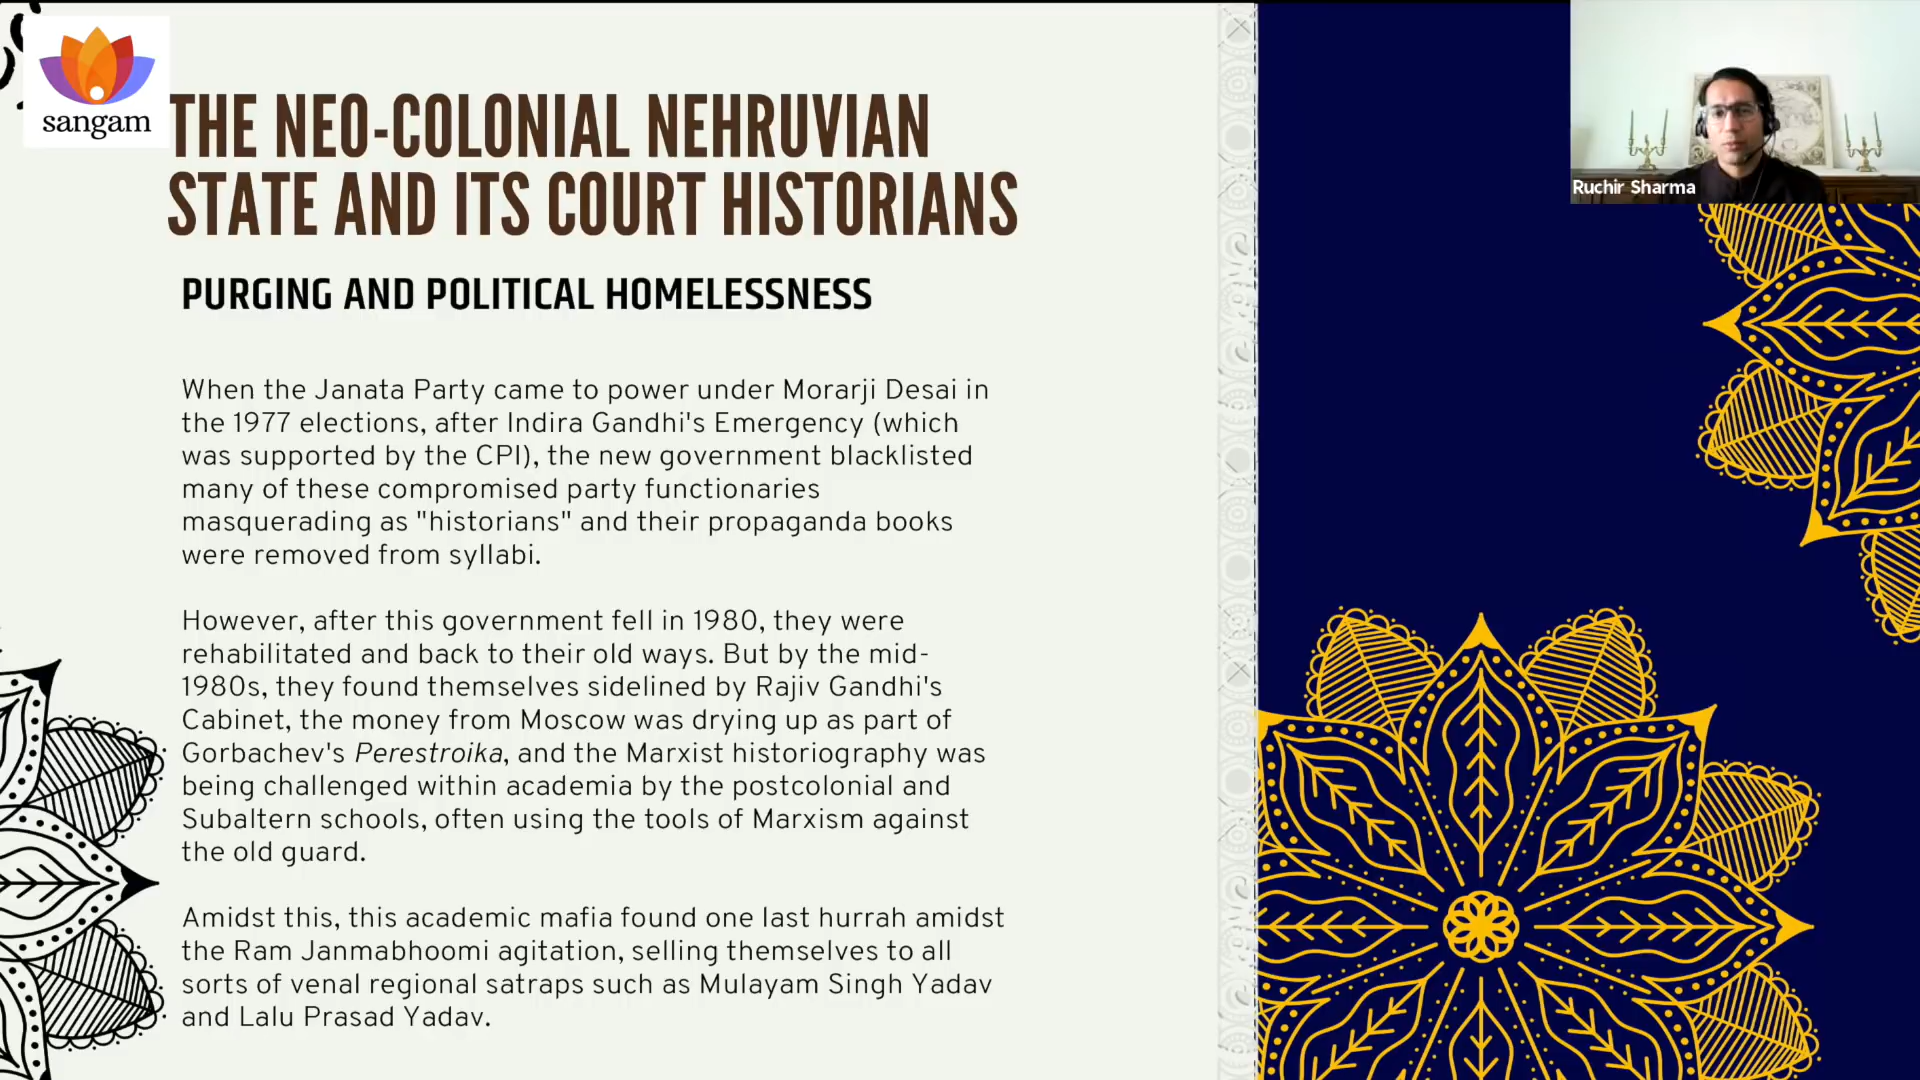 sangam
THE NEO-COLONIAL NEHRUVIAN
STATE AND ITS COURT HISTORIANS
Ruchir Sharma
PURGING AND POLITICAL HOMELESSNESS
When the Janata Party came to power under Morarji Desai in
the 1977 elections, after Indira Gandhi's Emergency (which
was supported by the CPI), the new government blacklisted
many of these compromised party functionaries
masquerading as "historians" and their propaganda books
were removed from syllabi.
However, after this government fell in 1980, they were
rehabilitated and back to their old ways. But by the mid-
1980s, they found themselves sidelined by Rajiv Gandhi's
Cabinet, the money from Moscow was drying up as part of
Gorbachev's Perestroika, and the Marxist historiography was
being challenged within academia by the postcolonial and
Subaltern schools, often using the tools of Marxism against
the old guard.
Amidst this, this academic mafia found one last hurrah amidst
the Ram Janmabhoomi agitation, selling themselves to all
sorts of venal regional satraps such as Mulayam Singh Yadav
and Lalu Prasad Yadav.